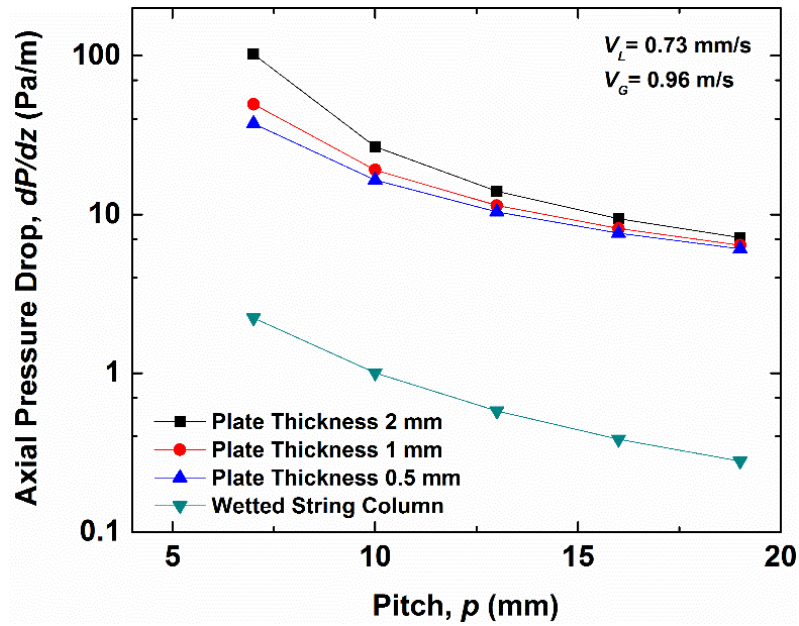 Axial Pressure Drop, dP/dz (Pa/m)
100
10
1
0.1
V_L= 0.73 mm/s
V_G= 0.96 m/s
Plate Thickness 2 mm
Plate Thickness 1 mm
Plate Thickness 0.5 mm
Wetted String Column
5 10 15 20
Pitch, p (mm)